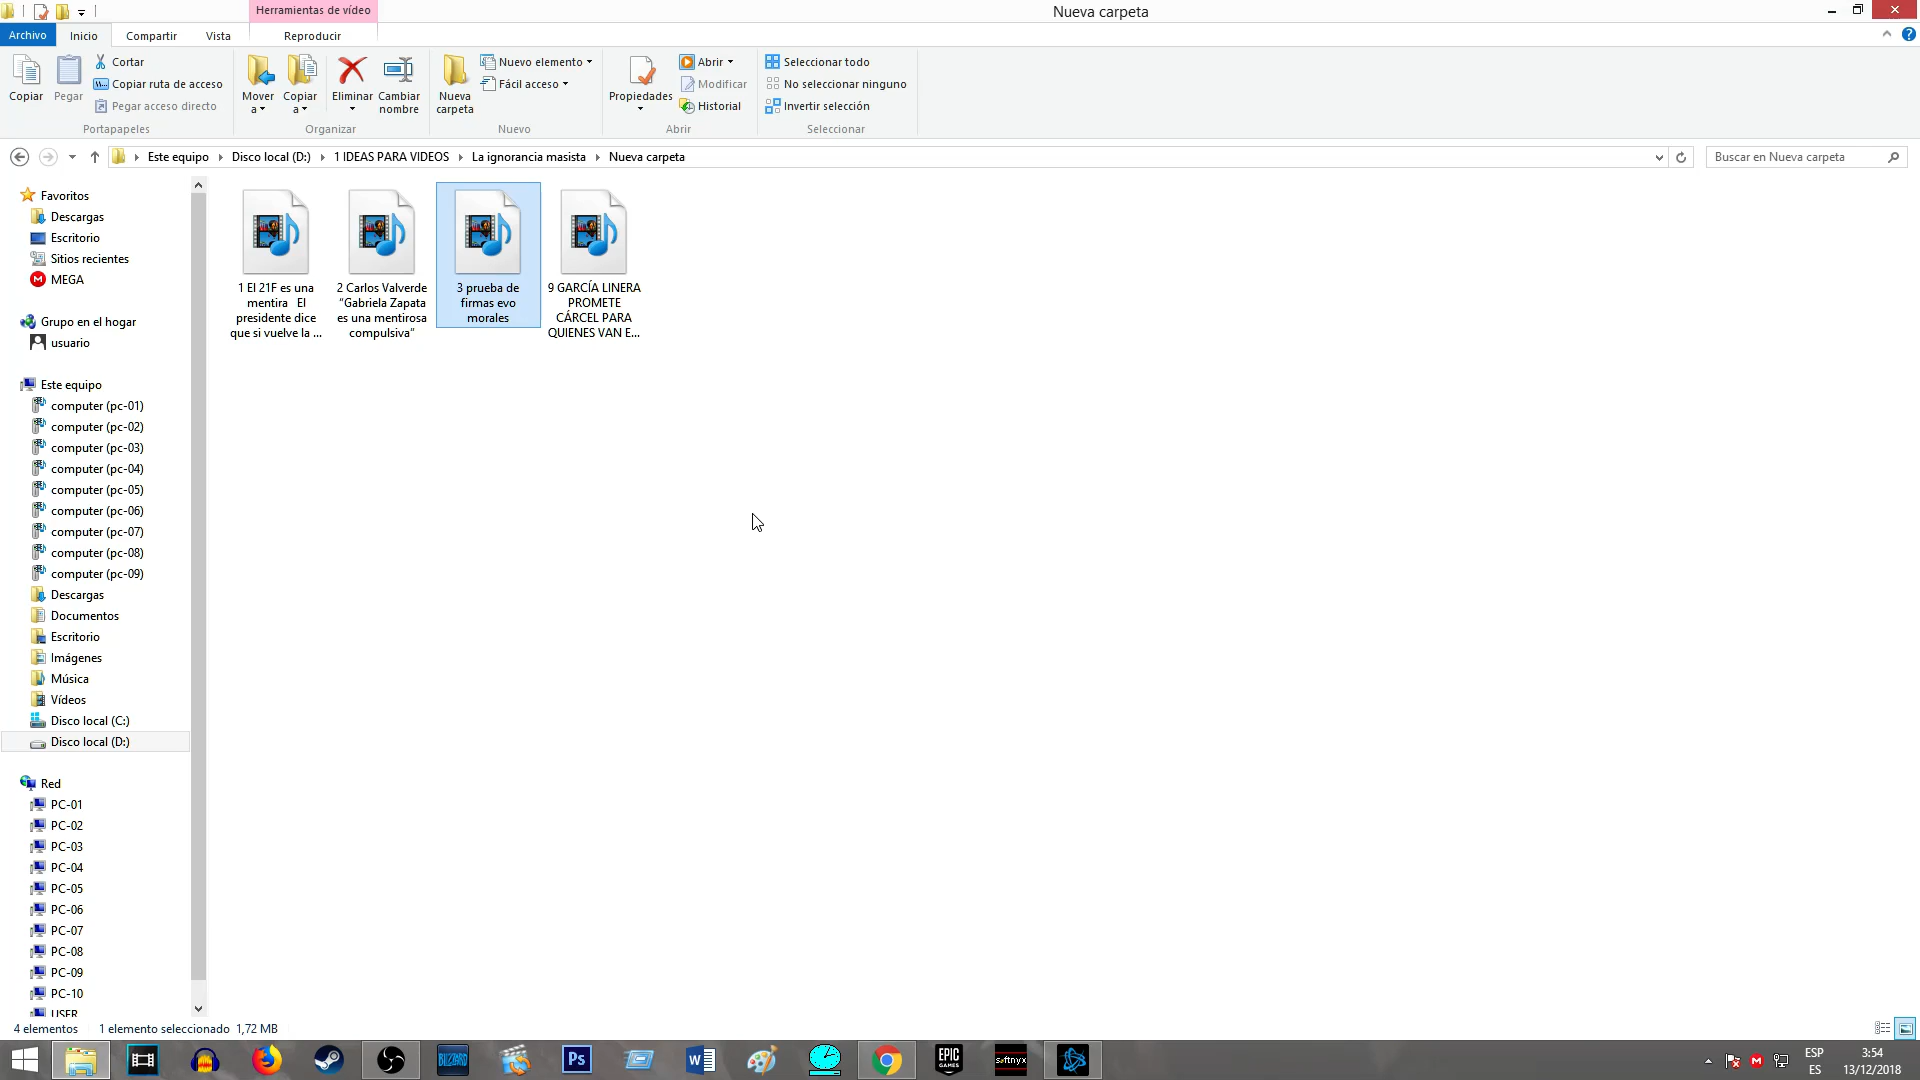 Herramientas de vídeo
Nueva carpeta
Archivo
Inicio
Compartir
Vista
Reproducir
Copiar
Pegar
Cortar
Copiar ruta de acceso
Pegar acceso directo
Portapapeles
Mover a
Copiar a
Eliminar
Cambiar nombre
Organizar
Nueva carpeta
Nuevo elemento
Fácil acceso
Nuevo
Propiedades
Abrir
Modificar
Historial
Abrir
Seleccionar todo
No seleccionar ninguno
Invertir selección
Seleccionar
Este equipo
Disco local (D:)
1 IDEAS PARA VIDEOS
La ignorancia masista
Nueva carpeta
Buscar en Nueva carpeta
Favoritos
Descargas
Escritorio
Sitios recientes
MEGA
Grupo en el hogar
usuario
Este equipo
computer (pc-01)
computer (pc-02)
computer (pc-03)
computer (pc-04)
computer (pc-05)
computer (pc-06)
computer (pc-07)
computer (pc-08)
computer (pc-09)
Descargas
Documentos
Escritorio
Imágenes
Música
Vídeos
Disco local (C:)
Disco local (D:)
Red
PC-01
PC-02
PC-03
PC-04
PC-05
PC-06
PC-07
PC-08
PC-09
PC-10
USER
1 El 21F es una
mentira El
presidente dice
que si vuelve la ...
2 Carlos Valverde
“Gabriela Zapata
es una mentirosa
compulsiva”
3 prueba de
firmas evo
morales
9 GARCÍA LINERA
PROMETE
CÁRCEL PARA
QUIENES VAN E...
4 elementos
1 elemento seleccionado 1,72 MB
BLIZZARD
Ps
W
EPIC
GAMES
softnyx
ESP
ES
3:54
13/12/2018